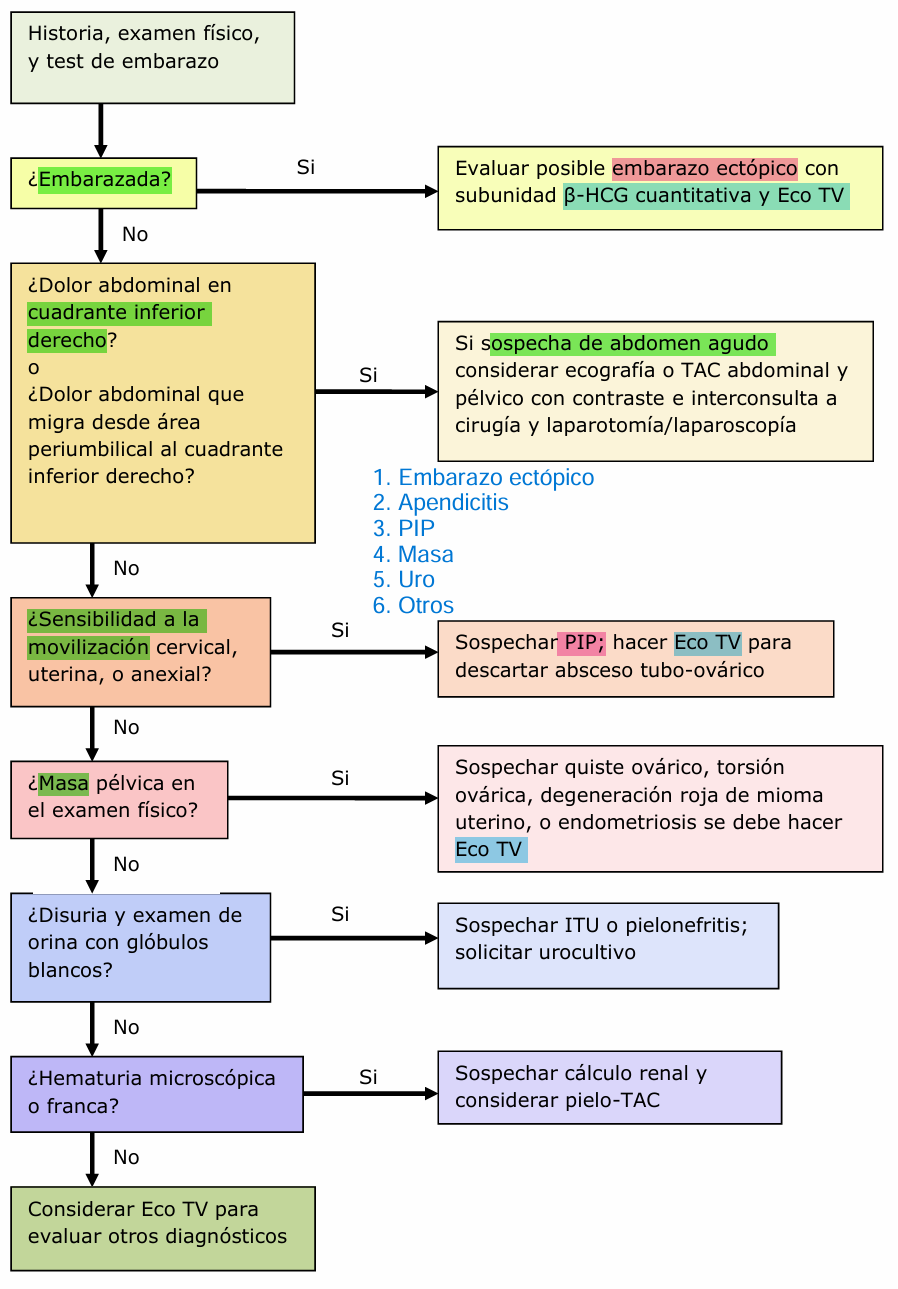 Historia, examen físico,
y test de embarazo
¿Embarazada?
Si
Evaluar posible embarazo ectópico con
subunidad β-HCG cuantitativa y Eco TV
No
¿Dolor abdominal en
cuadrante inferior
derecho?
o
¿Dolor abdominal que
migra desde área
periumbilical al cuadrante
inferior derecho?
Si
Si sospecha de abdomen agudo
considerar ecografía o TAC abdominal y
pélvico con contraste e interconsulta a
cirugía y laparotomía/laparoscopía
1. Embarazo ectópico
2. Apendicitis
3. PIP
4. Masa
5. Uro
6. Otros
No
¿Sensibilidad a la
movilización cervical,
uterina, o anexial?
Si
Sospechar PIP; hacer Eco TV para
descartar absceso tubo-ovárico
No
¿Masa pélvica en
el examen físico?
Si
Sospechar quiste ovárico, torsión
ovárica, degeneración roja de mioma
uterino, o endometriosis se debe hacer
Eco TV
No
¿Disuria y examen de
orina con glóbulos
blancos?
Si
Sospechar ITU o pielonefritis;
solicitar urocultivo
No
¿Hematuria microscópica
o franca?
Si
Sospechar cálculo renal y
considerar pielo-TAC
No
Considerar Eco TV para
evaluar otros diagnósticos